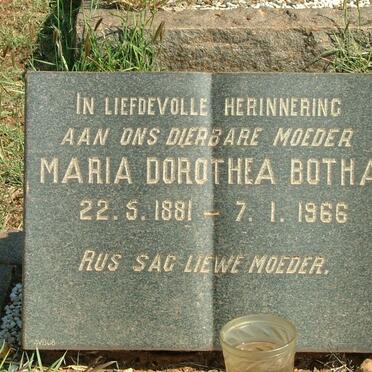 IN LIEFDEVOLLE HERINNERING
AAN ONS DIERBARE MOEDER
MARIA DOROTHEA BOTHA
22.5.1881 – 7.1.1966
RUS SAG LIEWE MOEDER.